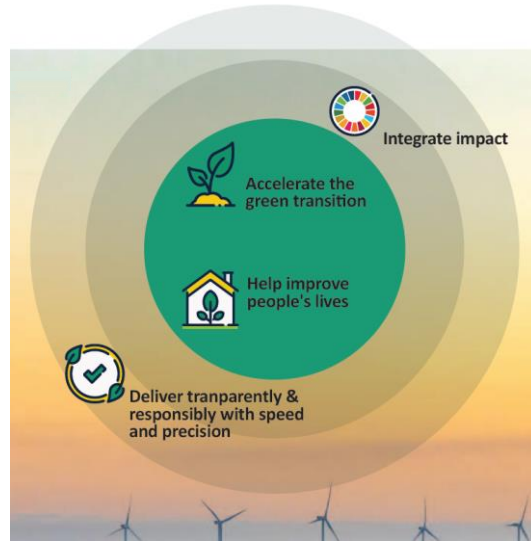 Integrate impact
Accelerate the
green transition
Help improve
people's lives
Deliver tranparently &
responsibly with speed
and precision